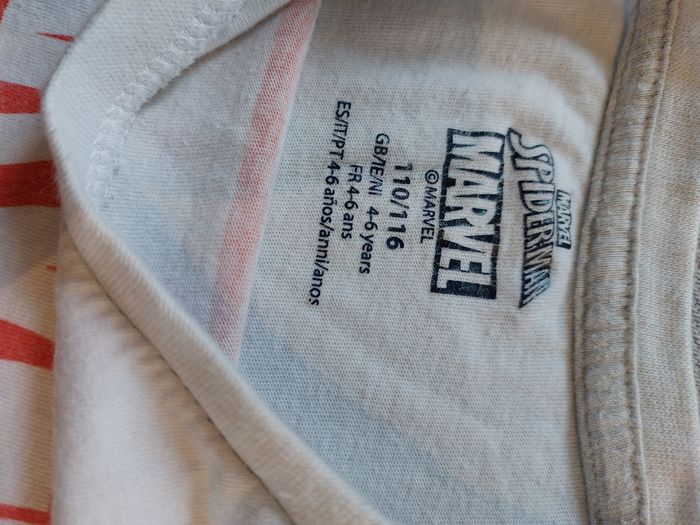 MARVEL
SPIDER-MAN
MARVEL
©MARVEL
110/116
GB/IE/NI 4-6 years
FR 4-6 ans
ES/IT/PT 4-6 años/anni/anos